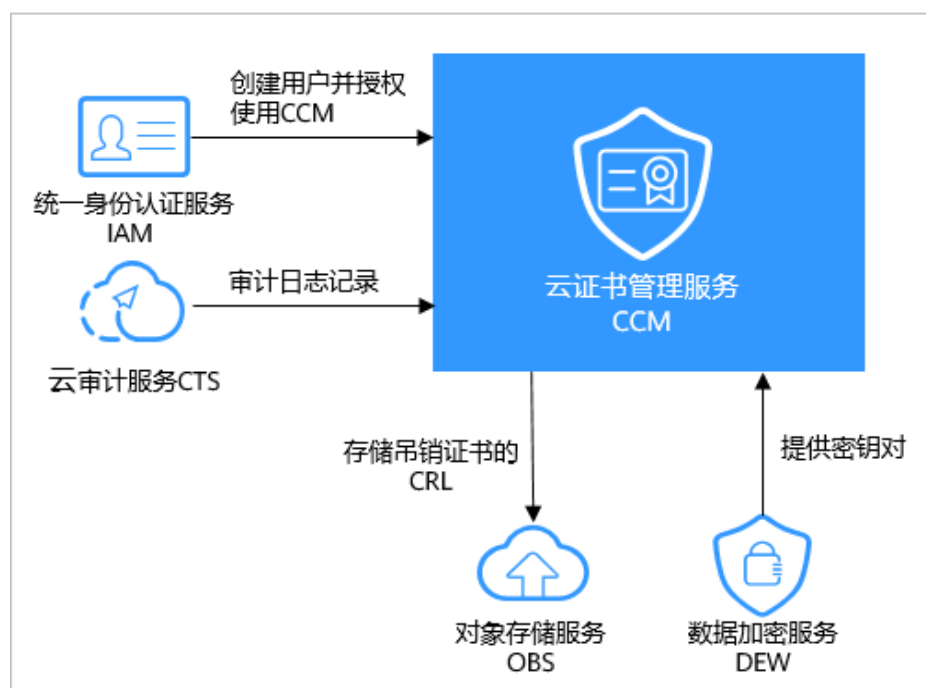 创建用户并授权
使用CCM
统一身份认证服务
IAM
审计日志记录
云审计服务CTS
云证书管理服务
CCM
存储吊销证书的
CRL
提供密钥对
对象存储服务
OBS
数据加密服务
DEW